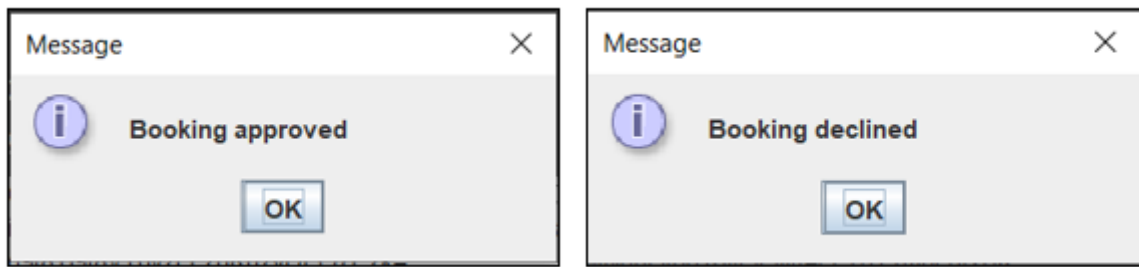 Message
Booking approved
OK
Message
Booking declined
OK